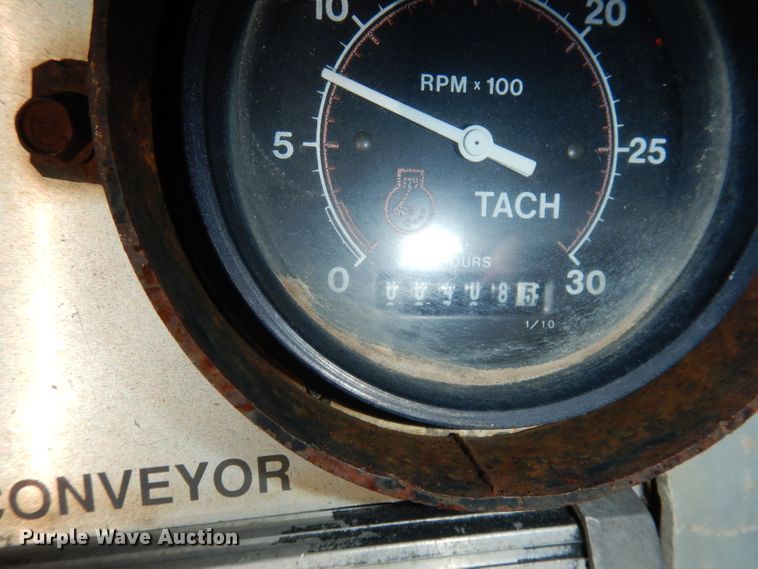 10
20
RPM x 100
5
25
TACH
HOURS
0
30
1/10
CONVEYOR
Purple Wave Auction